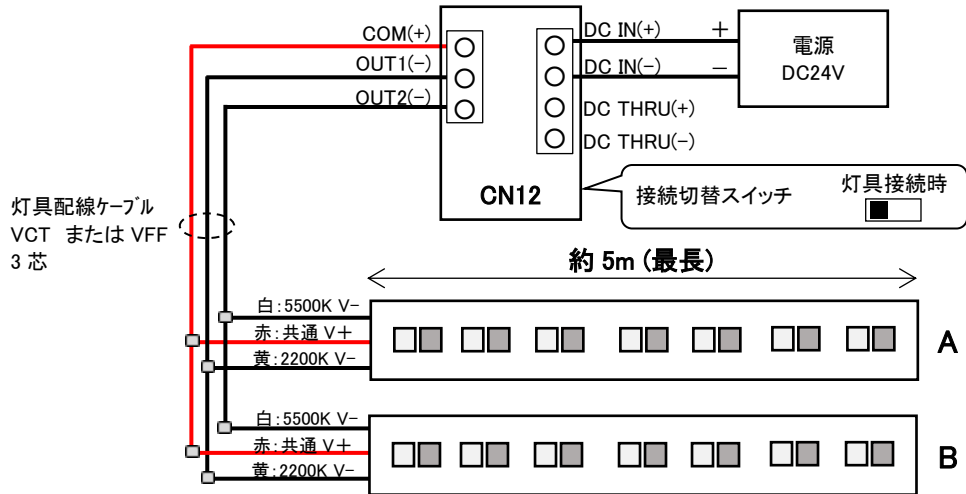 COM(+)
OUT1(-)
OUT2(-)
DC IN(+)
DC IN(-)
DC THRU(+)
DC THRU(-)
CN12
+
-
電源
DC24V
接続切替スイッチ
灯具接続時
灯具配線ケーブル
VCT または VFF
3 芯
約 5m (最長)
白:5500K V-
赤:共通 V+
黄:2200K V-
A
白:5500K V-
赤:共通 V+
黄:2200K V-
B